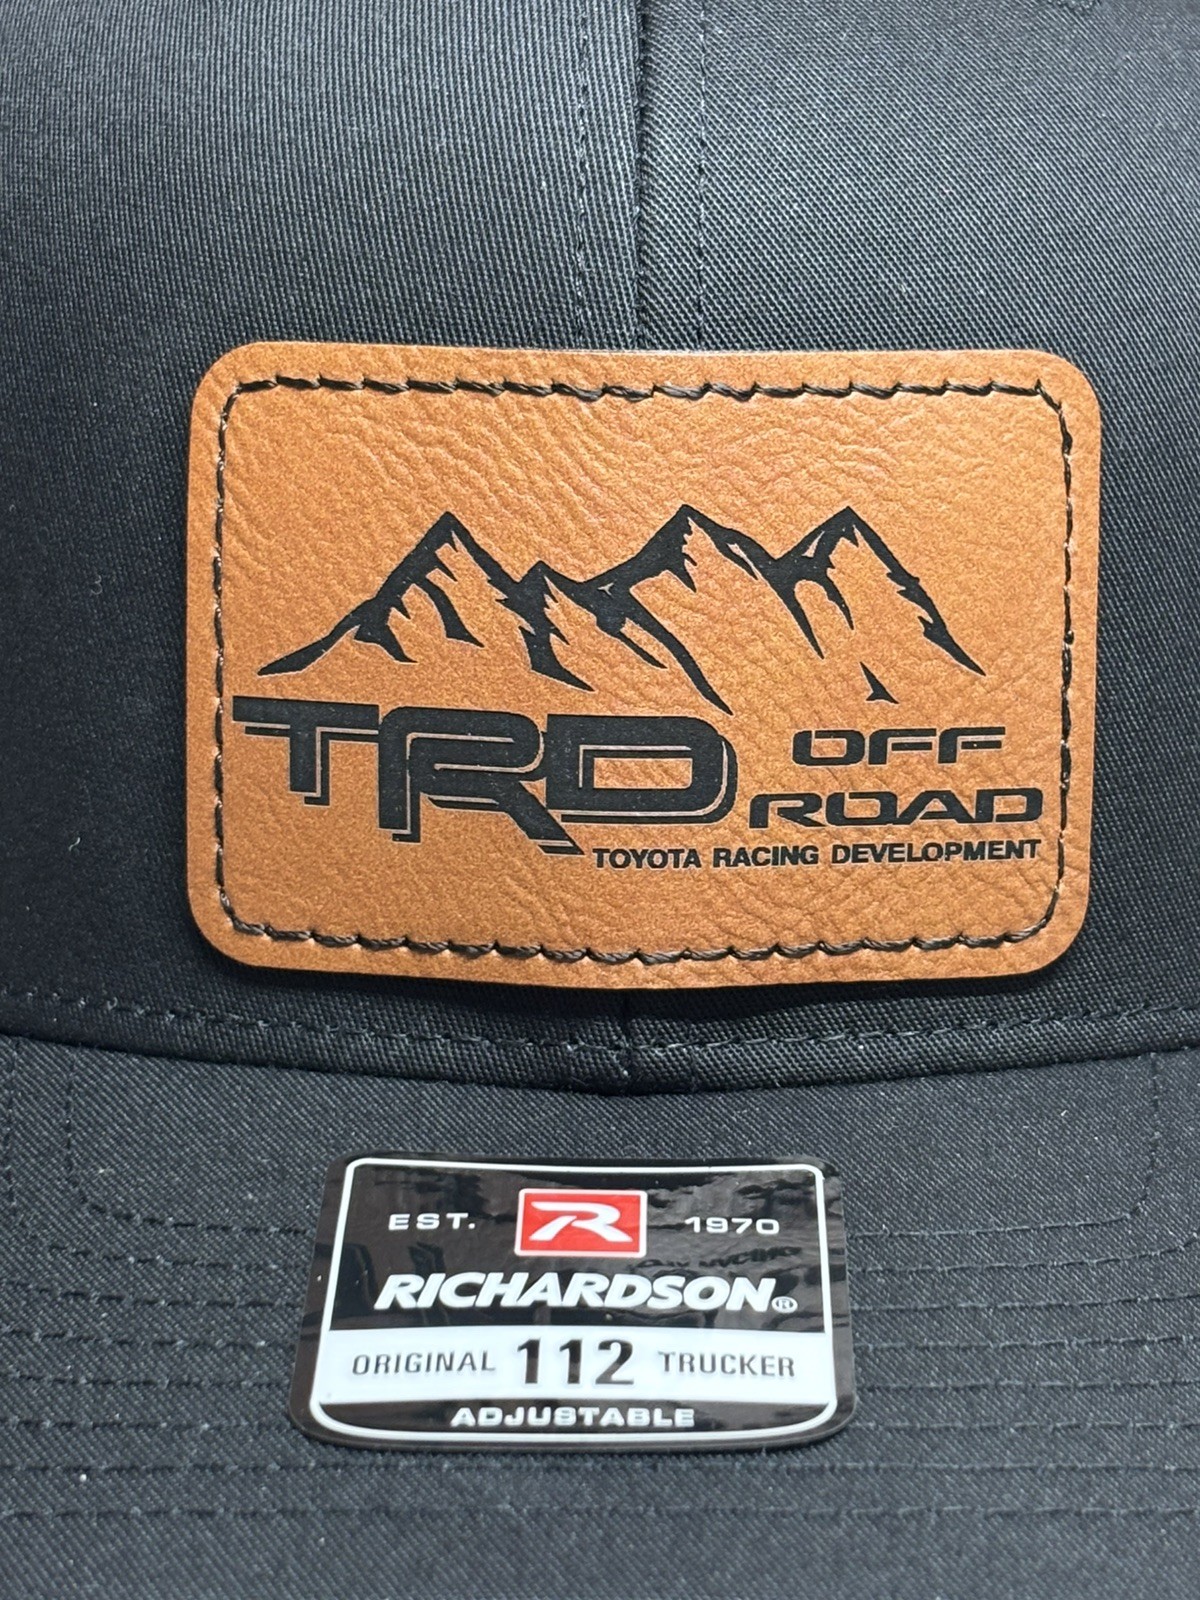 TRD OFF
ROAD
TOYOTA RACING DEVELOPMENT
EST. R 1970
RICHARDSON®
ORIGINAL 112 TRUCKER
ADJUSTABLE